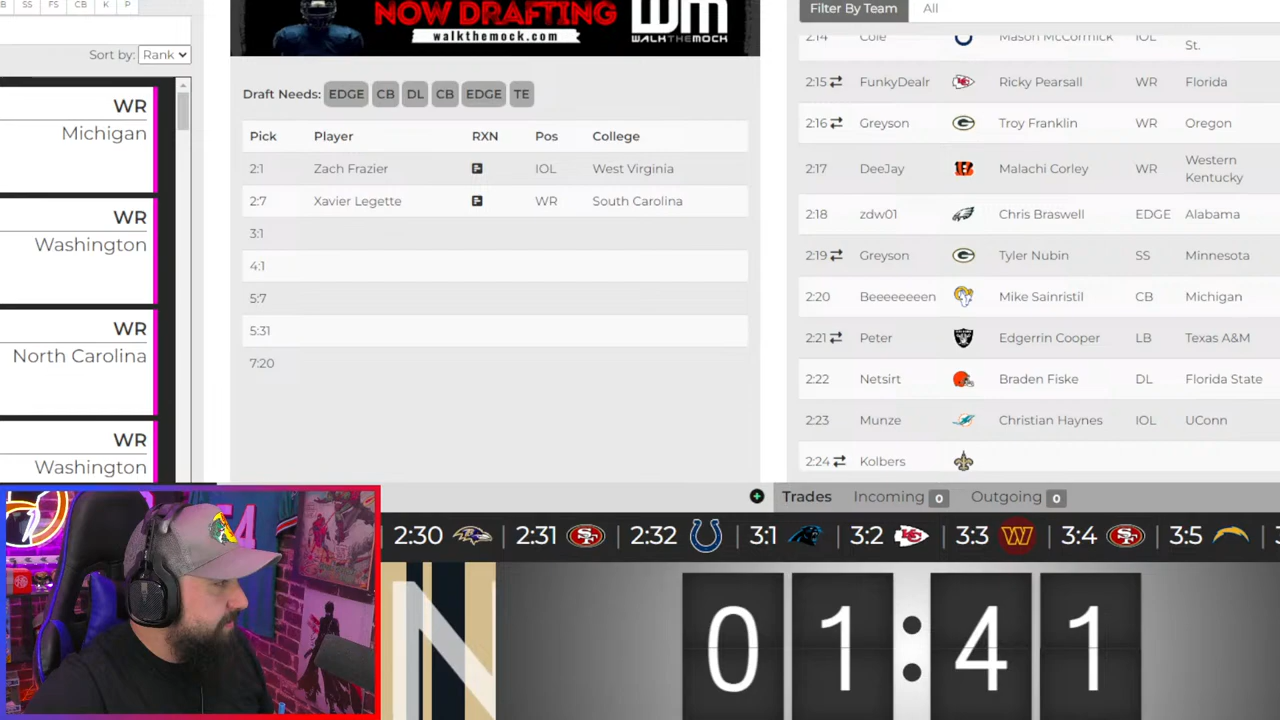 SS FS CB K P
Sort by: Rank
WR
Michigan
WR
Washington
WR
North Carolina
WR
Washington
NOW DRAFTING
walkthemock.com
WM
WALKTHEMOCK
Draft Needs: EDGE CB DL CB EDGE TE
Pick Player RXN Pos College
2:1 Zach Frazier IOL West Virginia
2:7 Xavier Legette WR South Carolina
3:1
4:1
5:7
5:31
7:20
Filter By Team All
2:14 Cole Mason McCormick IOL St.
2:15 FunkyDealr Ricky Pearsall WR Florida
2:16 Greyson Troy Franklin WR Oregon
2:17 DeeJay Malachi Corley WR Western Kentucky
2:18 zdw01 Chris Braswell EDGE Alabama
2:19 Greyson Tyler Nubin SS Minnesota
2:20 Beeeeeeen Mike Sainristil CB Michigan
2:21 Peter Edgerrin Cooper LB Texas A&M
2:22 Netsirt Braden Fiske DL Florida State
2:23 Munze Christian Haynes IOL UConn
2:24 Kolbers
Trades Incoming 0 Outgoing 0
2:30 2:31 2:32 3:1 3:2 3:3 3:4 3:5
N
01:41
54